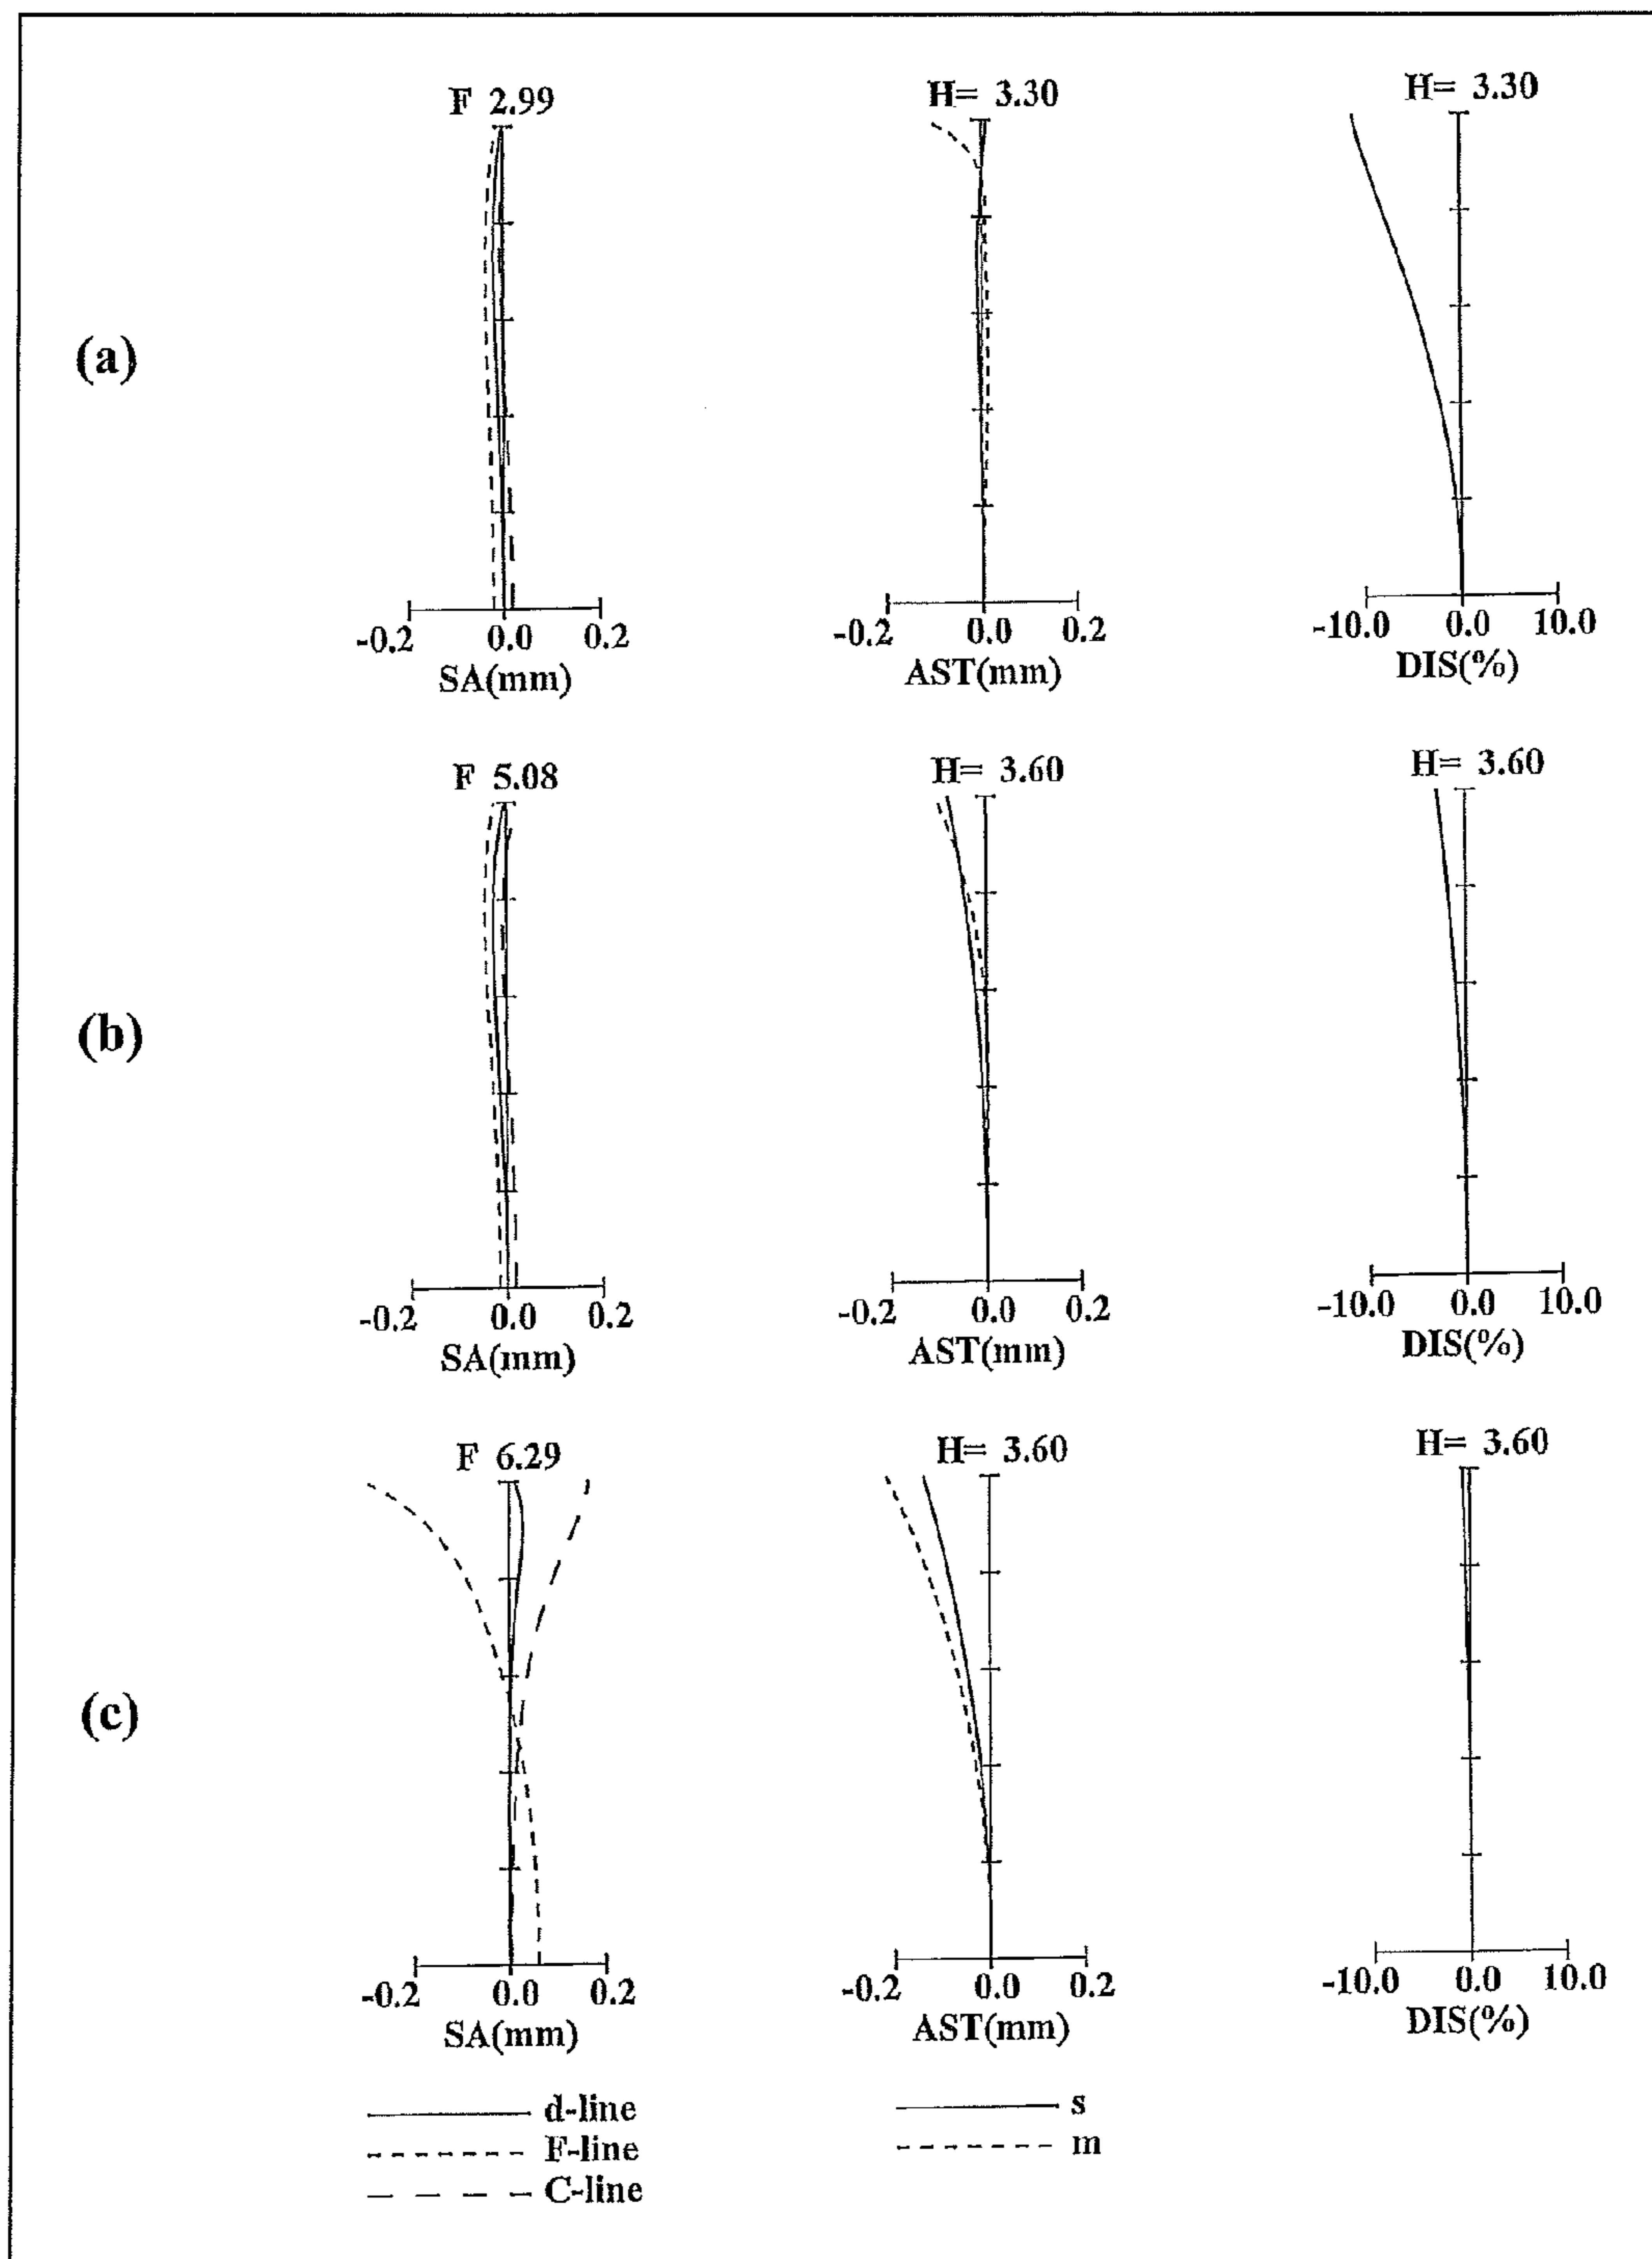 F 2.99 H= 3.30 H= 3.30
(a)
-0.2 0.0 0.2 -0.2 0.0 0.2 -10.0 0.0 10.0
SA(mm) AST(mm) DIS(%)
F 5.08 H= 3.60 H= 3.60
(b)
-0.2 0.0 0.2 -0.2 0.0 0.2 -10.0 0.0 10.0
SA(mm) AST(mm) DIS(%)
F 6.29 H= 3.60 H= 3.60
(c)
-0.2 0.0 0.2 -0.2 0.0 0.2 -10.0 0.0 10.0
SA(mm) AST(mm) DIS(%)
d-line s
F-line m
C-line